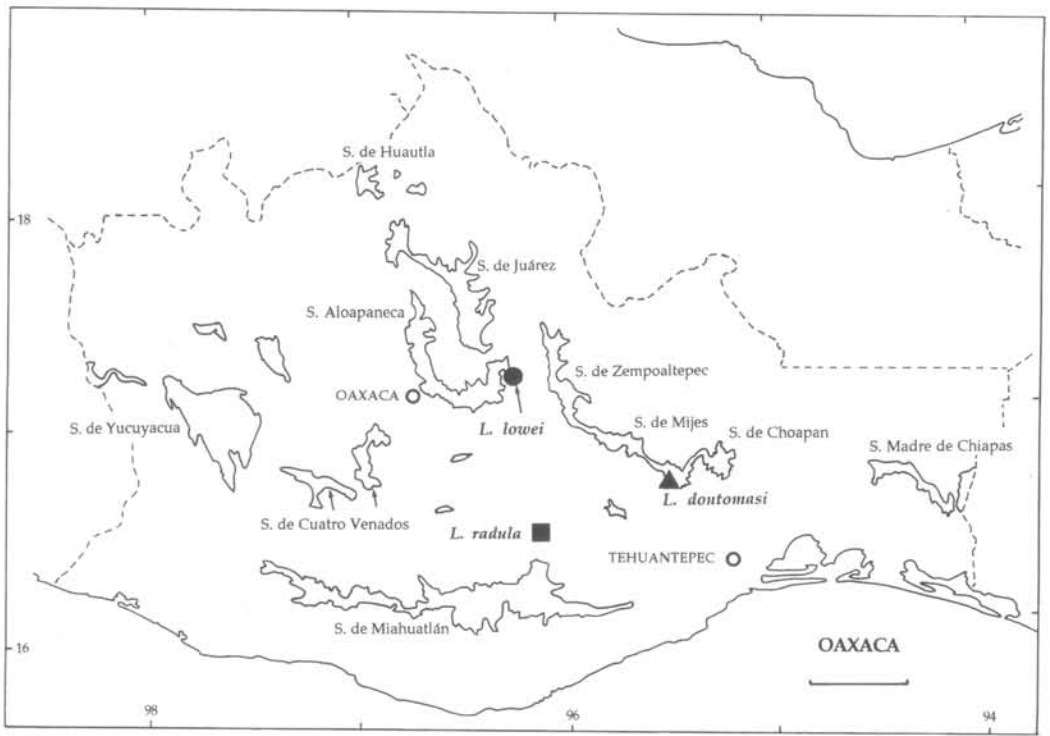 S. de Huautla
18
S. de Juárez
S. Aloapaneca
S. de Zempoaltepec
OAXACA
L. lowei
S. de Mijes
S. de Yucuyacua
S. de Choapan
S. Madre de Chiapas
L. dontomasi
S. de Cuatro Venados
L. radula
TEHUANTEPEC
S. de Miahuatlán
16
OAXACA
98
96
94